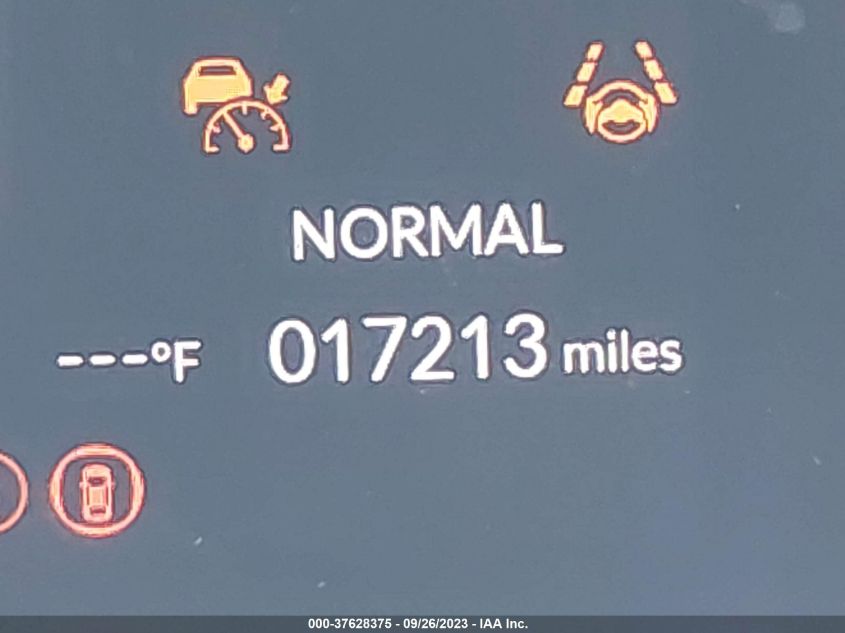 NORMAL
---°F 017213 miles
000-37628375 - 09/26/2023 - IAA Inc.